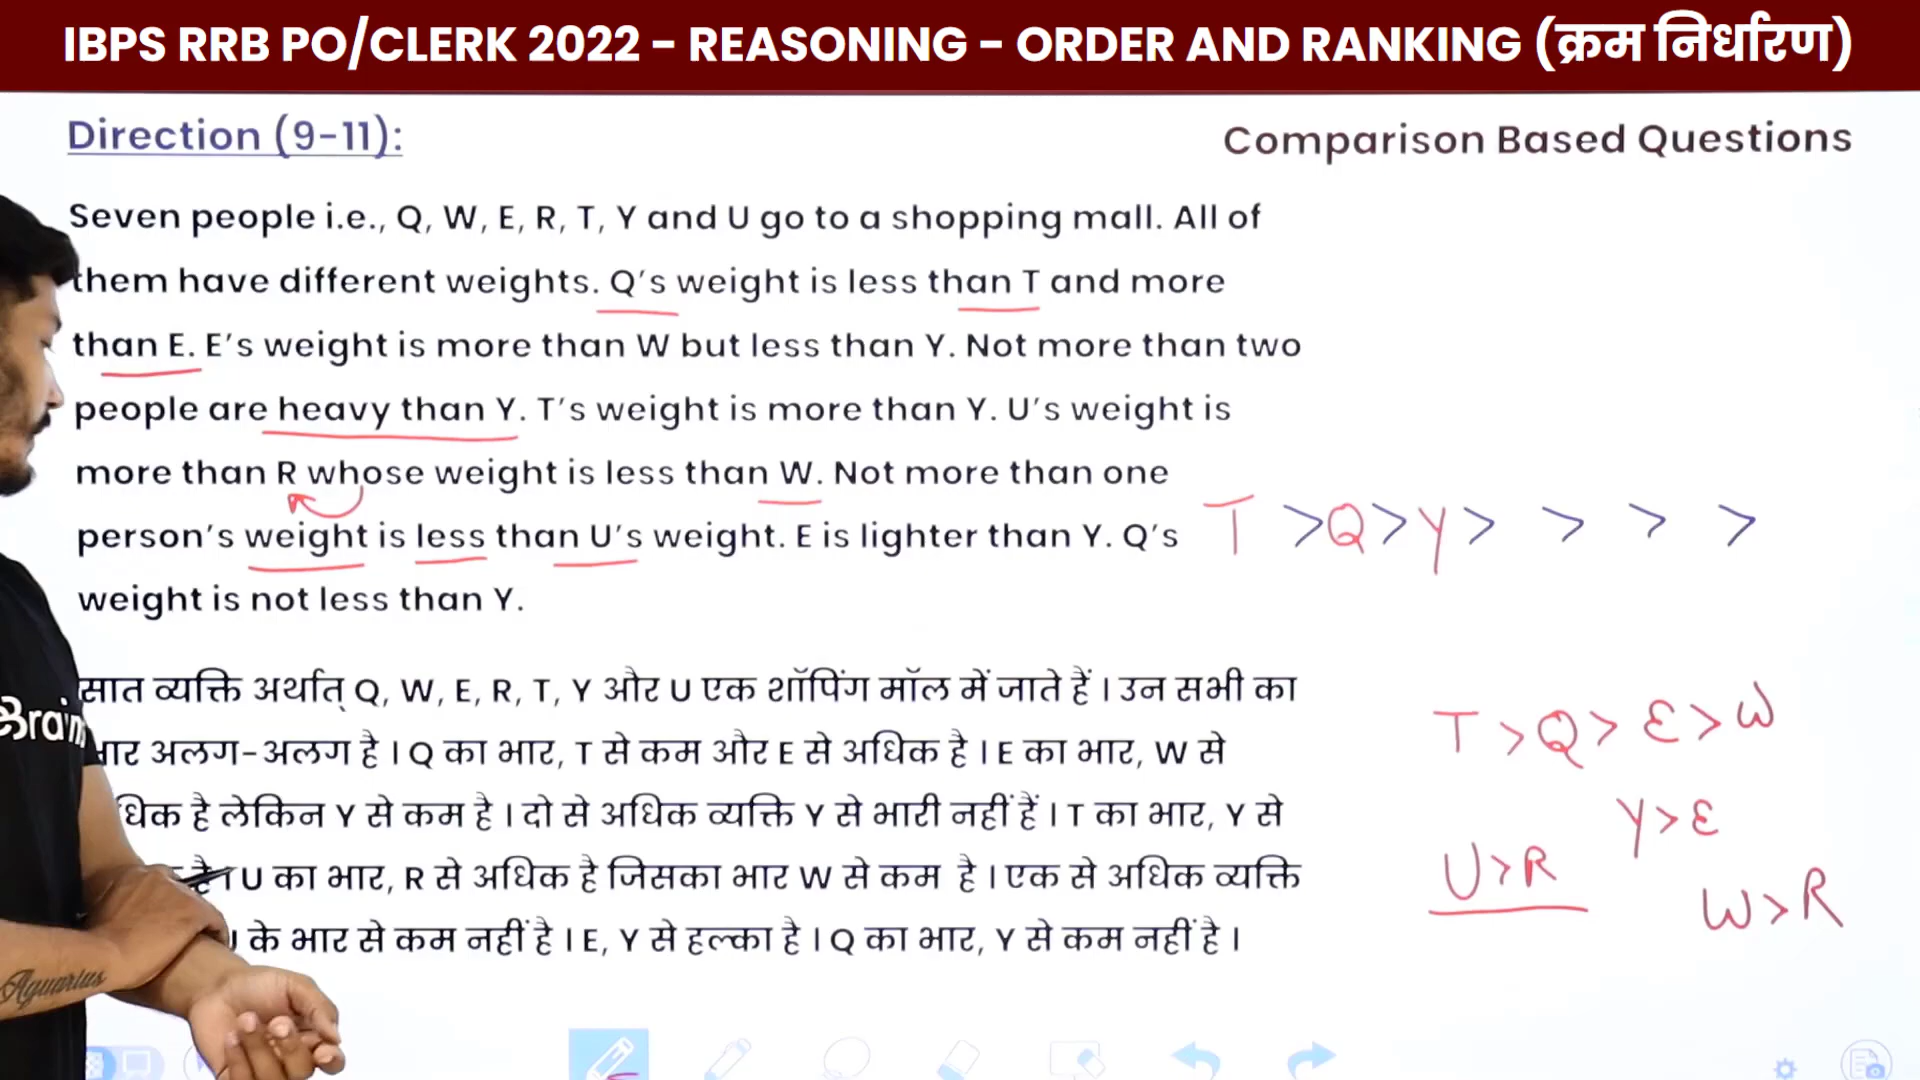 IBPS RRB PO/CLERK 2022 - REASONING - ORDER AND RANKING (क्रम निर्धारण)
Direction (9-11):
Comparison Based Questions
Seven people i.e., Q, W, E, R, T, Y and U go to a shopping mall. All of
them have different weights. Q's weight is less than T and more
than E. E's weight is more than W but less than Y. Not more than two
people are heavy than Y. T's weight is more than Y. U's weight is
more than R whose weight is less than W. Not more than one
person's weight is less than U's weight. E is lighter than Y. Q's
weight is not less than Y.
T > Q > Y > > > >
सात व्यक्ति अर्थात् Q, W, E, R, T, Y और U एक शॉपिंग मॉल में जाते हैं। उन सभी का
भार अलग-अलग है। Q का भार, T से कम और E से अधिक है। E का भार, W से
धिक है लेकिन Y से कम है। दो से अधिक व्यक्ति Y से भारी नहीं हैं। T का भार, Y से
है। U का भार, R से अधिक है जिसका भार W से कम है। एक से अधिक व्यक्ति
के भार से कम नहीं है। E, Y से हल्का है। Q का भार, Y से कम नहीं है।
T > Q > E > W
Y > E
U > R
W > R
Brain
Aquarius